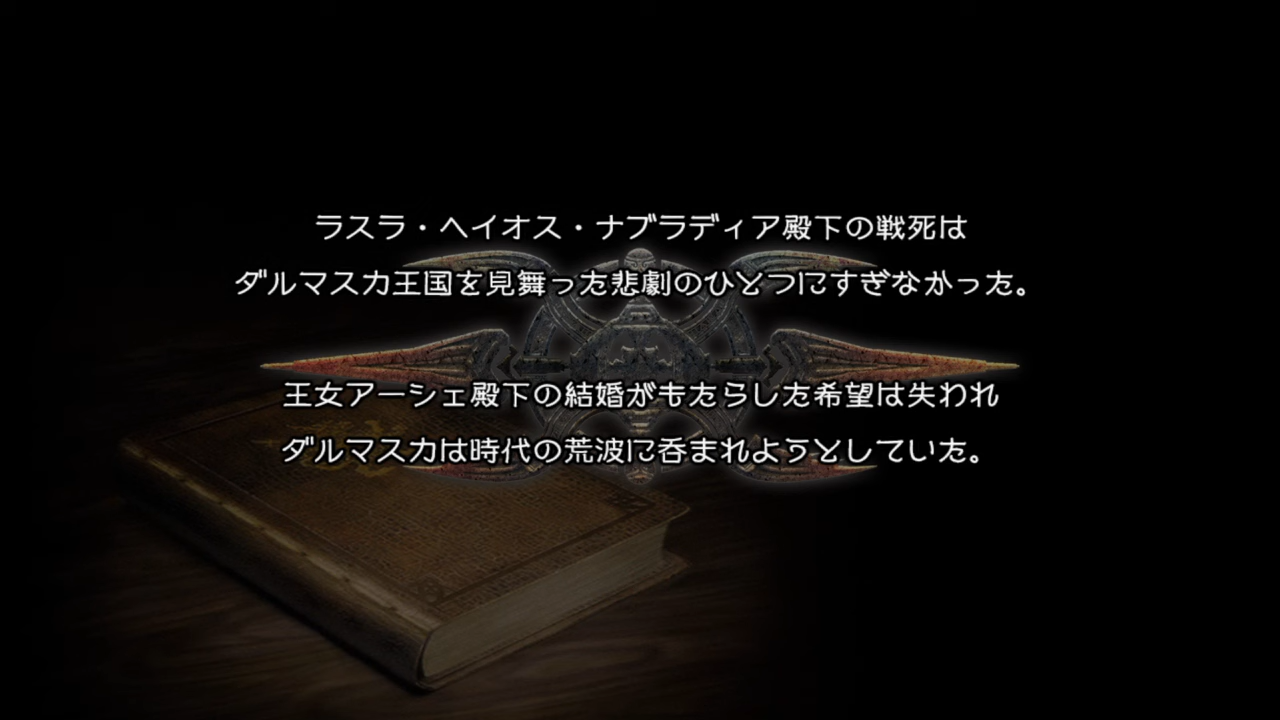 ラスラ・ヘイオス・ナブラディア殿下の戦死は
ダルマスカ王国を見舞った悲劇のひとつにすぎなかった。
王女アーシェ殿下の結婚がもたらした希望は失われ
ダルマスカは時代の荒波に呑まれようとしていた。